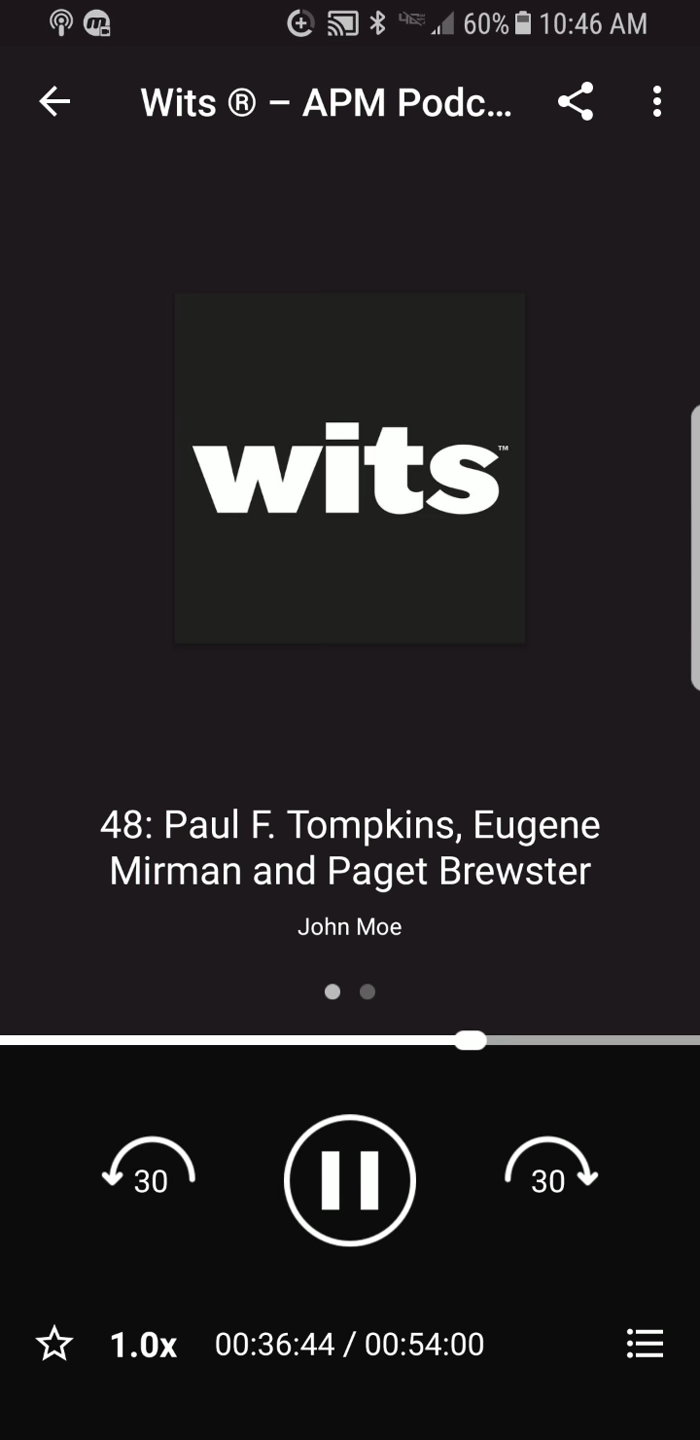 60% 10:46 AM
Wits ® – APM Podc...
wits™
48: Paul F. Tompkins, Eugene
Mirman and Paget Brewster
John Moe
30
30
1.0x 00:36:44 / 00:54:00